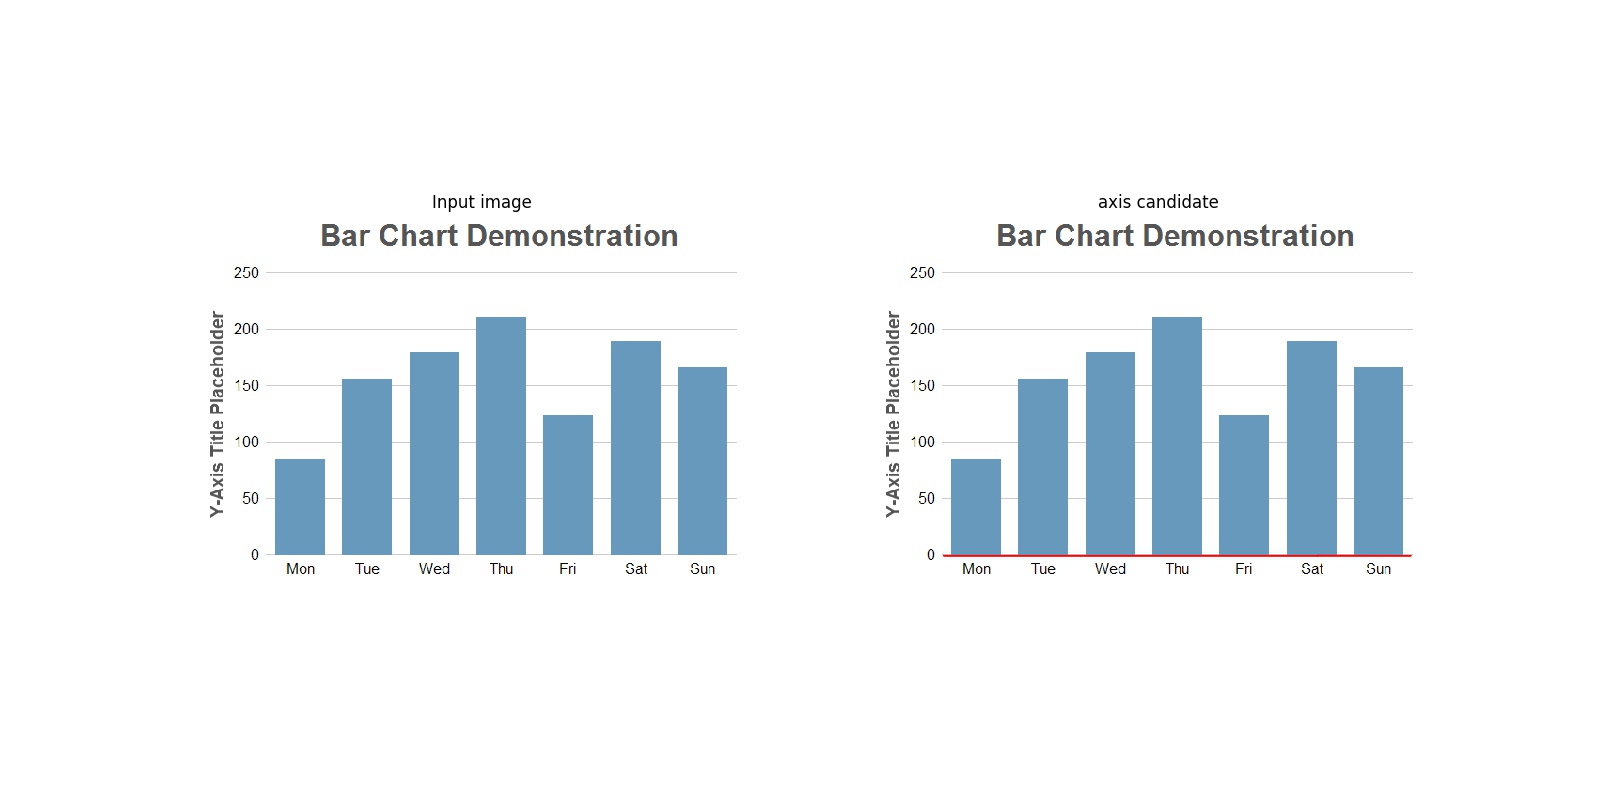 Input image
Bar Chart Demonstration
Y-Axis Title Placeholder
250
200
150
100
50
0
Mon Tue Wed Thu Fri Sat Sun
axis candidate
Bar Chart Demonstration
Y-Axis Title Placeholder
250
200
150
100
50
0
Mon Tue Wed Thu Fri Sat Sun